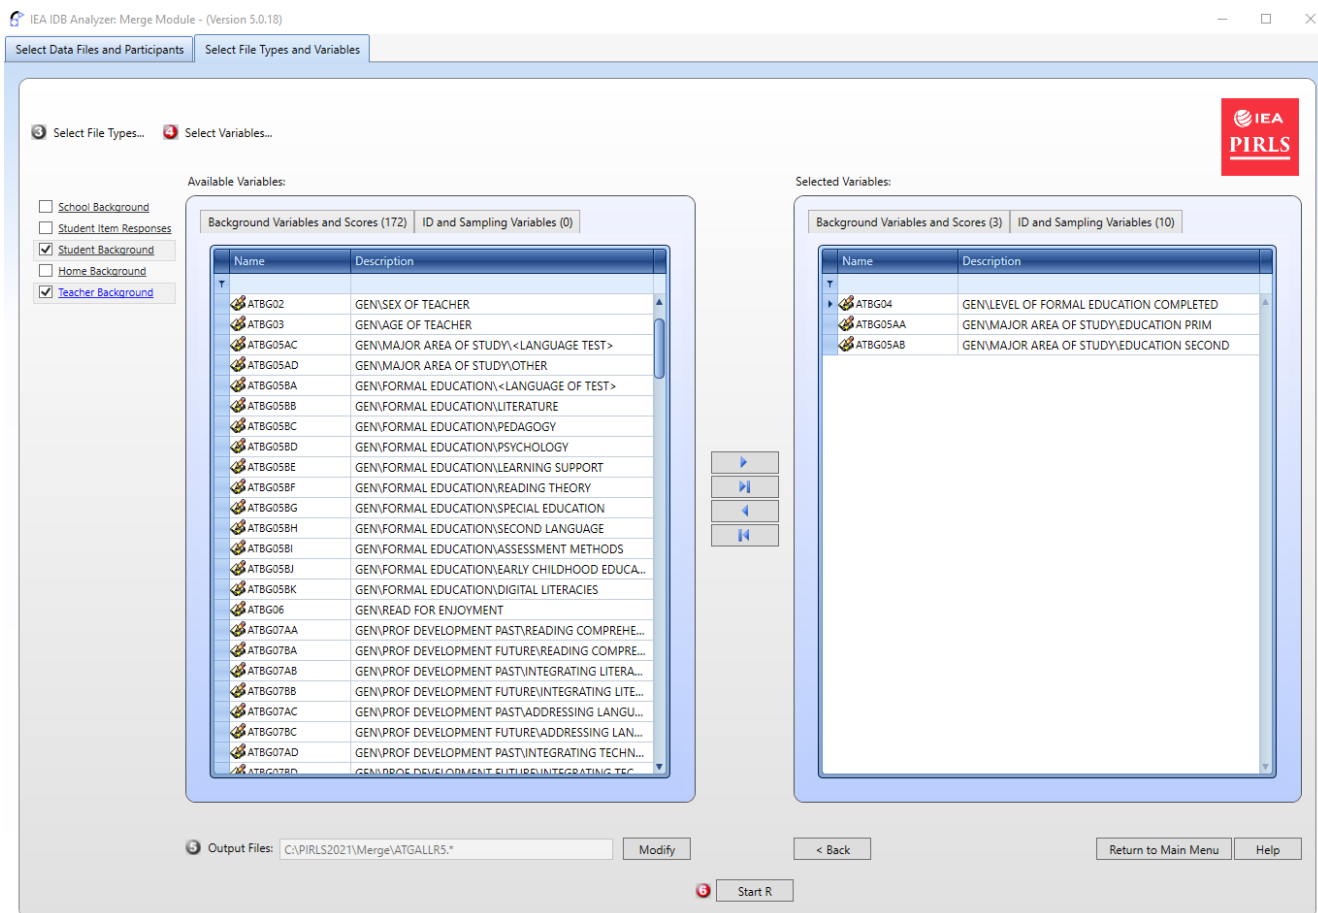 IEA IDB Analyzer: Merge Module - (Version 5.0.18)
Select Data Files and Participants
Select File Types and Variables
3 Select File Types...
4 Select Variables...
IEA
PIRLS
School Background
Student Item Responses
Student Background
Home Background
Teacher Background
Available Variables:
Background Variables and Scores (172)
ID and Sampling Variables (0)
Name Description
ATBG02 GEN\SEX OF TEACHER
ATBG03 GEN\AGE OF TEACHER
ATBG05AC GEN\MAJOR AREA OF STUDY\<LANGUAGE TEST>
ATBG05AD GEN\MAJOR AREA OF STUDY\OTHER
ATBG05BA GEN\FORMAL EDUCATION\<LANGUAGE OF TEST>
ATBG05BB GEN\FORMAL EDUCATION\LITERATURE
ATBG05BC GEN\FORMAL EDUCATION\PEDAGOGY
ATBG05BD GEN\FORMAL EDUCATION\PSYCHOLOGY
ATBG05BE GEN\FORMAL EDUCATION\LEARNING SUPPORT
ATBG05BF GEN\FORMAL EDUCATION\READING THEORY
ATBG05BG GEN\FORMAL EDUCATION\SPECIAL EDUCATION
ATBG05BH GEN\FORMAL EDUCATION\SECOND LANGUAGE
ATBG05BI GEN\FORMAL EDUCATION\ASSESSMENT METHODS
ATBG05BJ GEN\FORMAL EDUCATION\EARLY CHILDHOOD EDUCA...
ATBG05BK GEN\FORMAL EDUCATION\DIGITAL LITERACIES
ATBG06 GEN\READ FOR ENJOYMENT
ATBG07AA GEN\PROF DEVELOPMENT PAST\READING COMPREHE...
ATBG07BA GEN\PROF DEVELOPMENT FUTURE\READING COMPRE...
ATBG07AB GEN\PROF DEVELOPMENT PAST\INTEGRATING LITERA...
ATBG07BB GEN\PROF DEVELOPMENT FUTURE\INTEGRATING LITE...
ATBG07AC GEN\PROF DEVELOPMENT PAST\ADDRESSING LANGU...
ATBG07BC GEN\PROF DEVELOPMENT FUTURE\ADDRESSING LAN...
ATBG07AD GEN\PROF DEVELOPMENT PAST\INTEGRATING TECHN...
ATBG07BD GEN\PROF DEVELOPMENT FUTURE\INTEGRATING TEC...
Selected Variables:
Background Variables and Scores (3)
ID and Sampling Variables (10)
Name Description
ATBG04 GEN\LEVEL OF FORMAL EDUCATION COMPLETED
ATBG05AA GEN\MAJOR AREA OF STUDY\EDUCATION PRIM
ATBG05AB GEN\MAJOR AREA OF STUDY\EDUCATION SECOND
5 Output Files: C:\PIRLS2021\Merge\ATGALLR5.*
Modify
< Back
Return to Main Menu
Help
6 Start R